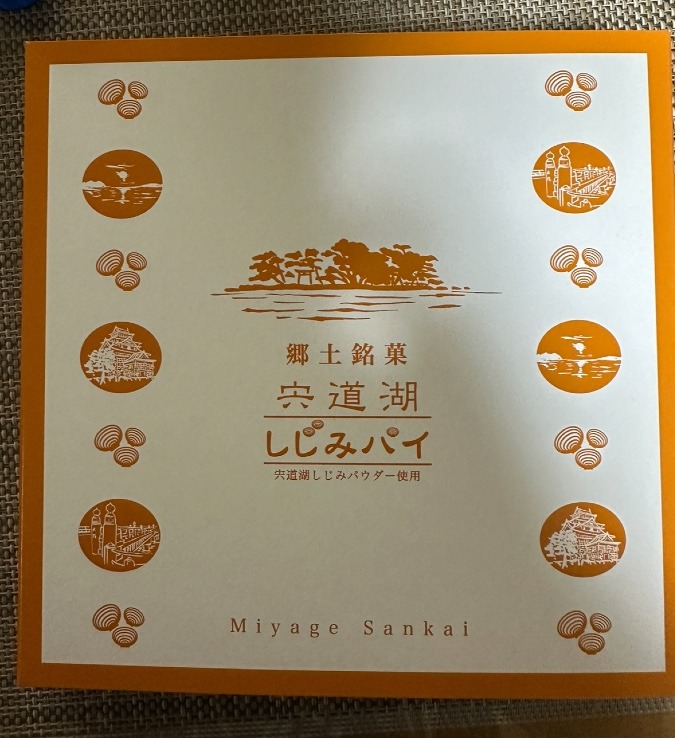 郷土銘菓
宍道湖
しじみパイ
宍道湖しじみパウダー使用
Miyage Sankai